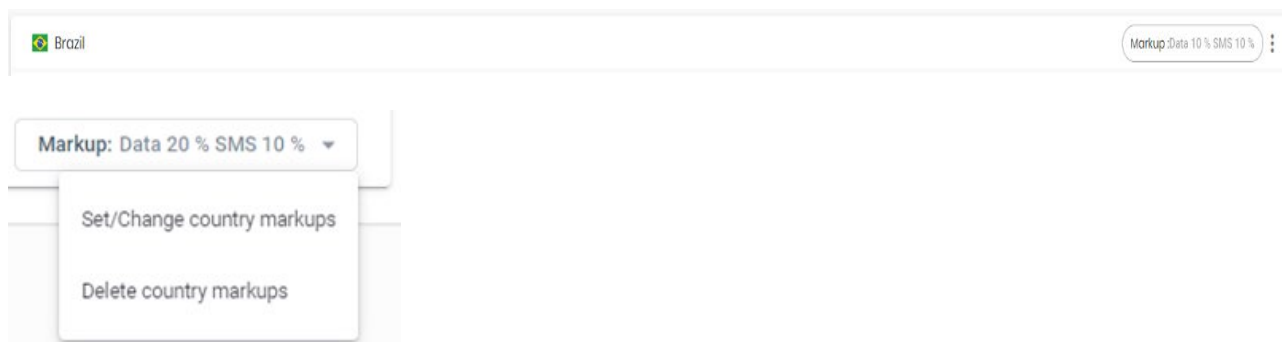 Brazil
Markup :Data 10 % SMS 10 %
Markup: Data 20 % SMS 10 %
Set/Change country markups
Delete country markups